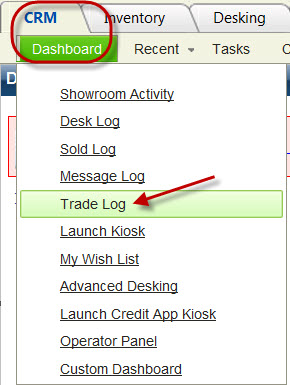 CRM Inventory Desking
Dashboard Recent Tasks
Showroom Activity
Desk Log
Sold Log
Message Log
Trade Log
Launch Kiosk
My Wish List
Advanced Desking
Launch Credit App Kiosk
Operator Panel
Custom Dashboard